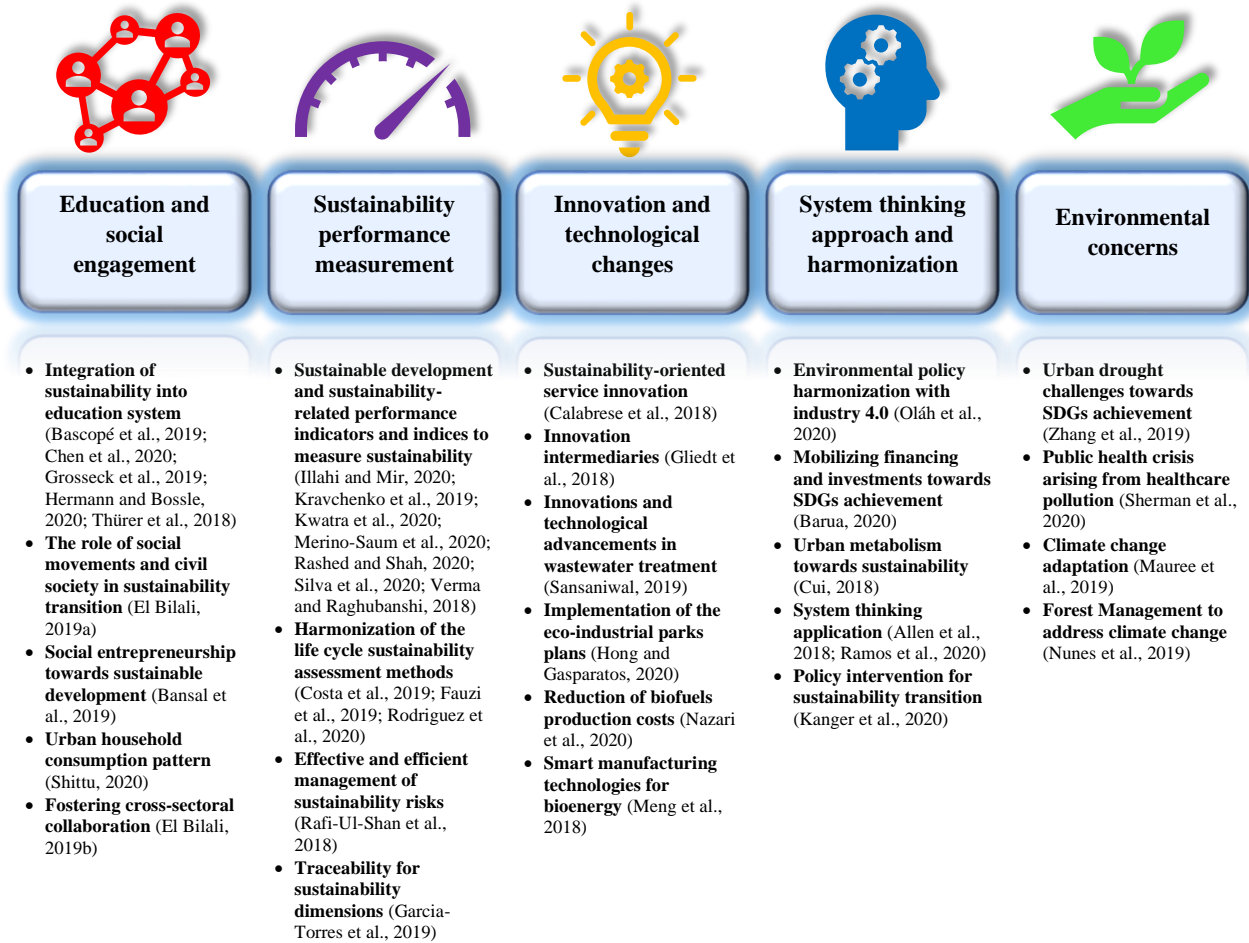 Education and
social
engagement
Sustainability
performance
measurement
Innovation and
technological
changes
System thinking
approach and
harmonization
Environmental
concerns
• Integration of
sustainability into
education system
(Bascopé et al., 2019;
Chen et al., 2020;
Grosseck et al., 2019;
Hermann and Bossle,
2020; Thürer et al., 2018)
• The role of social
movements and civil
society in sustainability
transition (El Bilali,
2019a)
• Social entrepreneurship
towards sustainable
development (Bansal et
al., 2019)
• Urban household
consumption pattern
(Shittu, 2020)
• Fostering cross-sectoral
collaboration (El Bilali,
2019b)
• Sustainable development
and sustainability-
related performance
indicators and indices to
measure sustainability
(Illahi and Mir, 2020;
Kravchenko et al., 2019;
Kwatra et al., 2020;
Merino-Saum et al., 2020;
Rashed and Shah, 2020;
Silva et al., 2020; Verma
and Raghubanshi, 2018)
• Harmonization of the
life cycle sustainability
assessment methods
(Costa et al., 2019; Fauzi
et al., 2019; Rodriguez et
al., 2020)
• Effective and efficient
management of
sustainability risks
(Rafi-Ul-Shan et al.,
2018)
• Traceability for
sustainability
dimensions (Garcia-
Torres et al., 2019)
• Sustainability-oriented
service innovation
(Calabrese et al., 2018)
• Innovation
intermediaries (Gliedt et
al., 2018)
• Innovations and
technological
advancements in
wastewater treatment
(Sansaniwal, 2019)
• Implementation of the
eco-industrial parks
plans (Hong and
Gasparatos, 2020)
• Reduction of biofuels
production costs (Nazari
et al., 2020)
• Smart manufacturing
technologies for
bioenergy (Meng et al.,
2018)
• Environmental policy
harmonization with
industry 4.0 (Oláh et al.,
2020)
• Mobilizing financing
and investments towards
SDGs achievement
(Barua, 2020)
• Urban metabolism
towards sustainability
(Cui, 2018)
• System thinking
application (Allen et al.,
2018; Ramos et al., 2020)
• Policy intervention for
sustainability transition
(Kanger et al., 2020)
• Urban drought
challenges towards
SDGs achievement
(Zhang et al., 2019)
• Public health crisis
arising from healthcare
pollution (Sherman et al.,
2020)
• Climate change
adaptation (Mauree et
al., 2019)
• Forest Management to
address climate change
(Nunes et al., 2019)